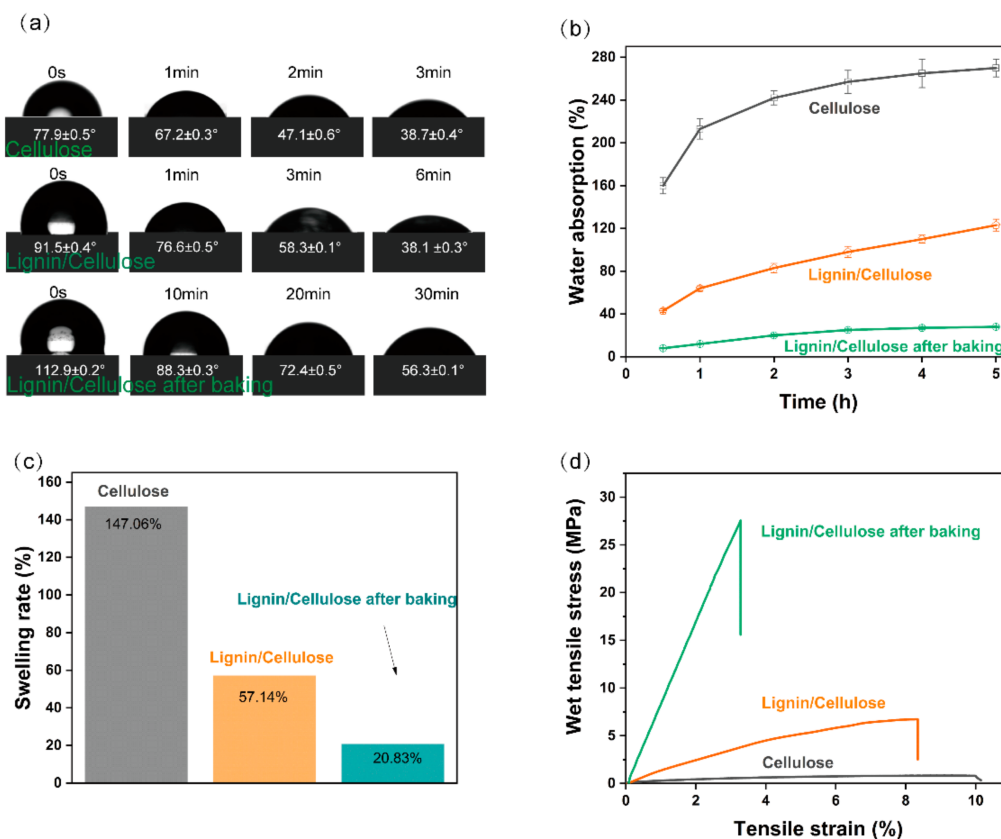 (a)
0s 1min 2min 3min
77.9±0.5° 67.2±0.3° 47.1±0.6° 38.7±0.4°
Cellulose
0s 1min 3min 6min
91.5±0.4° 76.6±0.5° 58.3±0.1° 38.1 ±0.3°
Lignin/Cellulose
0s 10min 20min 30min
112.9±0.2° 88.3±0.3° 72.4±0.5° 56.3±0.1°
Lignin/Cellulose after baking
(b)
Water absorption (%)
280
240
200
160
120
80
40
0
Cellulose
Lignin/Cellulose
Lignin/Cellulose after baking
0 1 2 3 4 5
Time (h)
(c)
Swelling rate (%)
160
140
120
100
80
60
40
20
0
Cellulose
147.06%
Lignin/Cellulose after baking
Lignin/Cellulose
57.14%
20.83%
(d)
Wet tensile stress (MPa)
30
25
20
15
10
5
0
Lignin/Cellulose after baking
Lignin/Cellulose
Cellulose
0 2 4 6 8 10
Tensile strain (%)